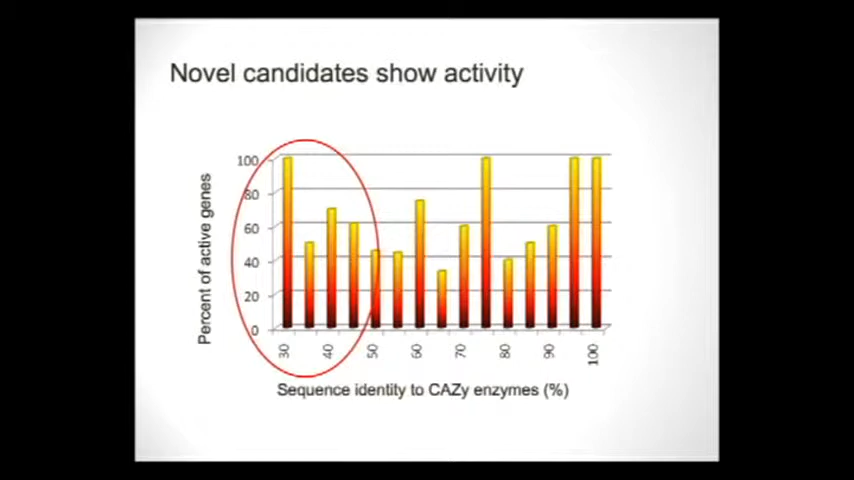 Novel candidates show activity
Percent of active genes
100
80
60
40
20
0
30 40 50 60 70 80 90 100
Sequence identity to CAZy enzymes (%)